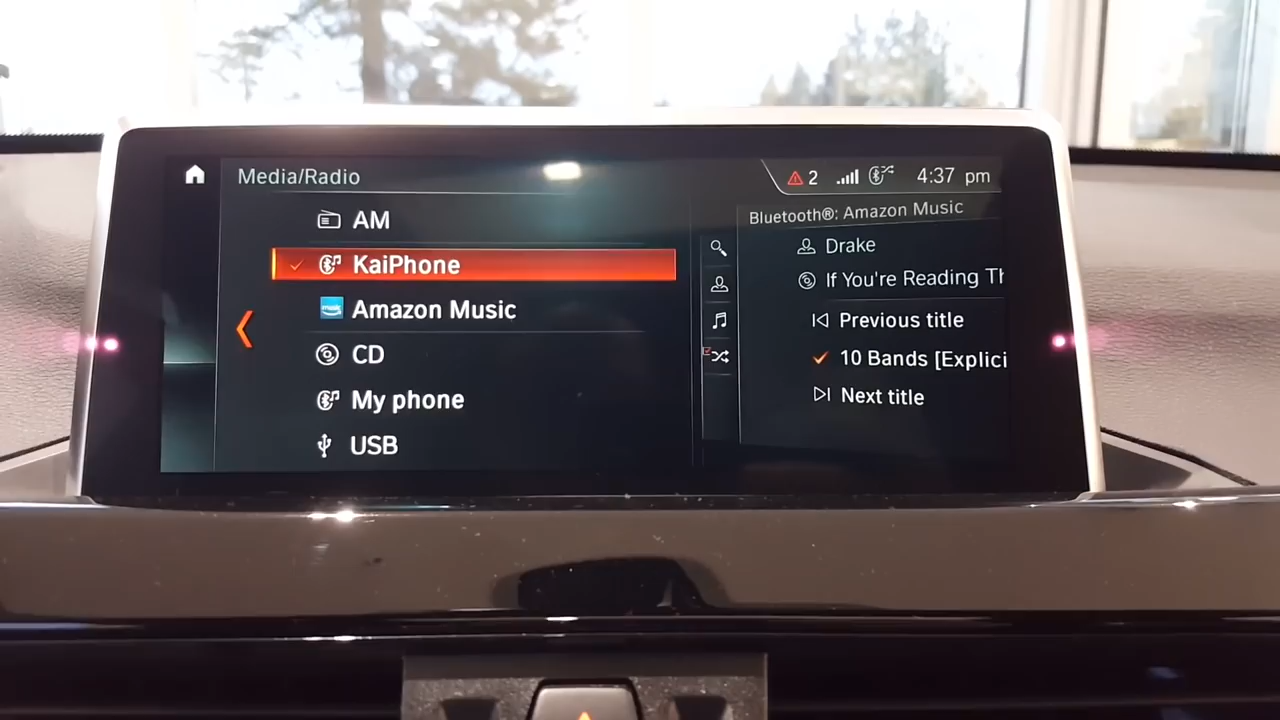 Media/Radio
2
4:37 pm
AM
KaiPhone
music
Amazon Music
CD
My phone
USB
Bluetooth®: Amazon Music
Drake
If You're Reading Th
Previous title
10 Bands [Explici
Next title